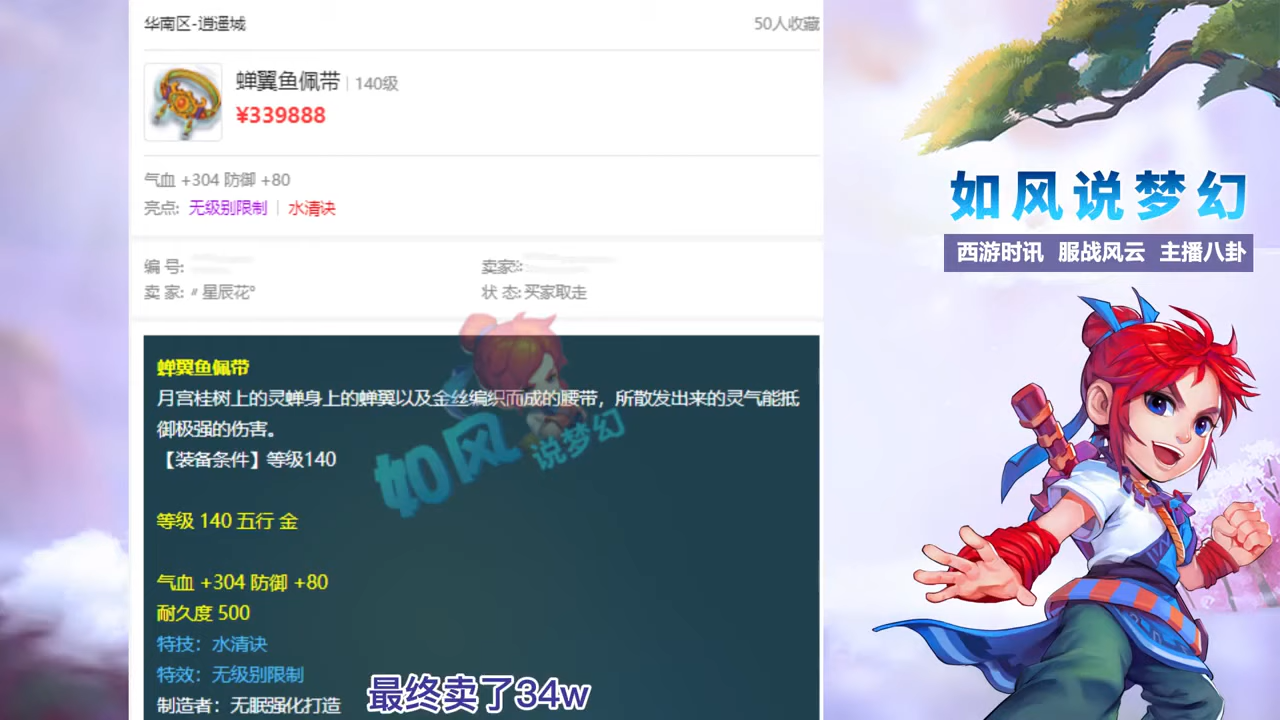 华南区-逍遥城
50人收藏
蝉翼鱼佩带 | 140级
¥339888
气血 +304 防御 +80
亮点: 无级别限制 | 水清诀
编 号:
卖家:
卖 家: 〃星辰花°
状 态: 买家取走
蝉翼鱼佩带
月宫桂树上的灵蝉身上的蝉翼以及金丝编织而成的腰带，所散发出来的灵气能抵
御极强的伤害。
【装备条件】等级140
等级 140 五行 金
气血 +304 防御 +80
耐久度 500
特技：水清诀
特效：无级别限制
制造者：无眠强化打造
如风说梦幻
最终卖了34w
如风说梦幻
西游时讯 服战风云 主播八卦